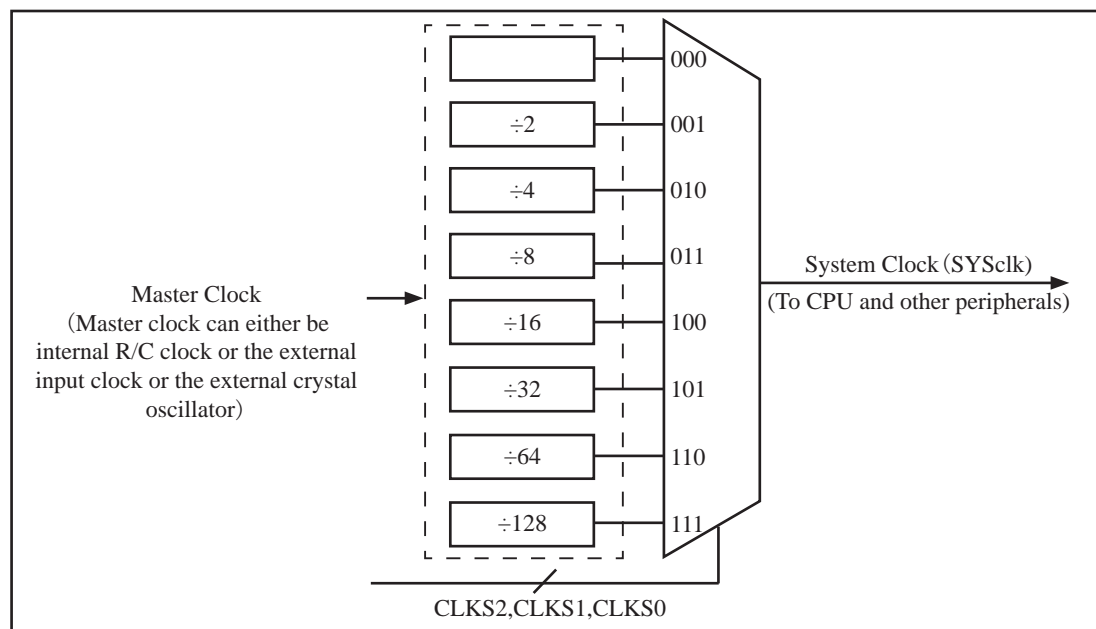 000
÷2
001
÷4
010
÷8
011
System Clock（SYSclk）
(To CPU and other peripherals)
Master Clock
（Master clock can either be
internal R/C clock or the external
input clock or the external crystal
oscillator）
÷16
100
÷32
101
÷64
110
÷128
111
CLKS2,CLKS1,CLKS0